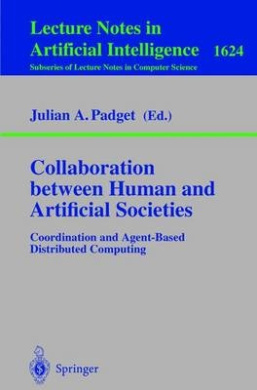 Lecture Notes in
Artificial Intelligence 1624
Subseries of Lecture Notes in Computer Science
Julian A. Padget (Ed.)
Collaboration
between Human and
Artificial Societies
Coordination and Agent-Based
Distributed Computing
Springer